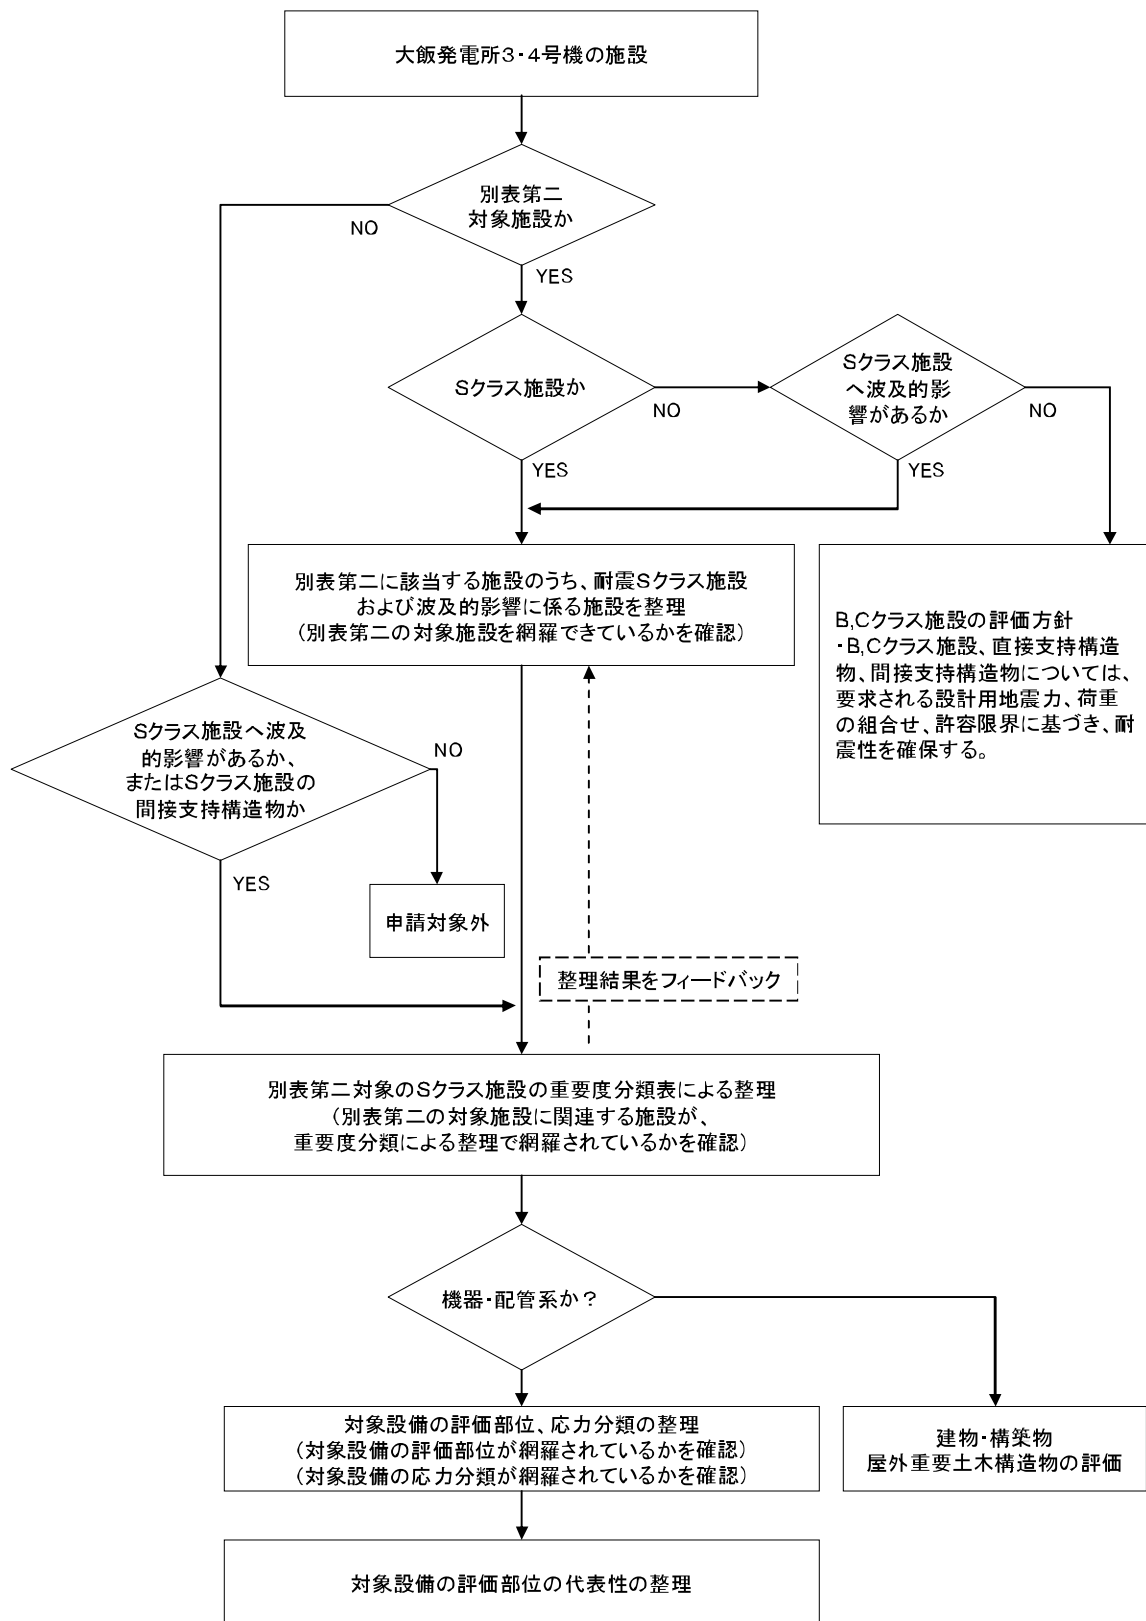 大飯発電所3・4号機の施設
別表第二
対象施設か
NO
YES
Sクラス施設か
NO
YES
Sクラス施設
へ波及的影
響があるか
NO
YES
別表第二に該当する施設のうち、耐震Sクラス施設
および波及的影響に係る施設を整理
(別表第二の対象施設を網羅できているかを確認)
B,Cクラス施設の評価方針
・B,Cクラス施設、直接支持構造
物、間接支持構造物については、
要求される設計用地震力、荷重
の組合せ、許容限界に基づき、耐
震性を確保する。
Sクラス施設へ波及
的影響があるか、
またはSクラス施設の
間接支持構造物か
NO
YES
申請対象外
整理結果をフィードバック
別表第二対象のSクラス施設の重要度分類表による整理
(別表第二の対象施設に関連する施設が、
重要度分類による整理で網羅されているかを確認)
機器・配管系か?
対象設備の評価部位、応力分類の整理
(対象設備の評価部位が網羅されているかを確認)
(対象設備の応力分類が網羅されているかを確認)
建物・構築物
屋外重要土木構造物の評価
対象設備の評価部位の代表性の整理